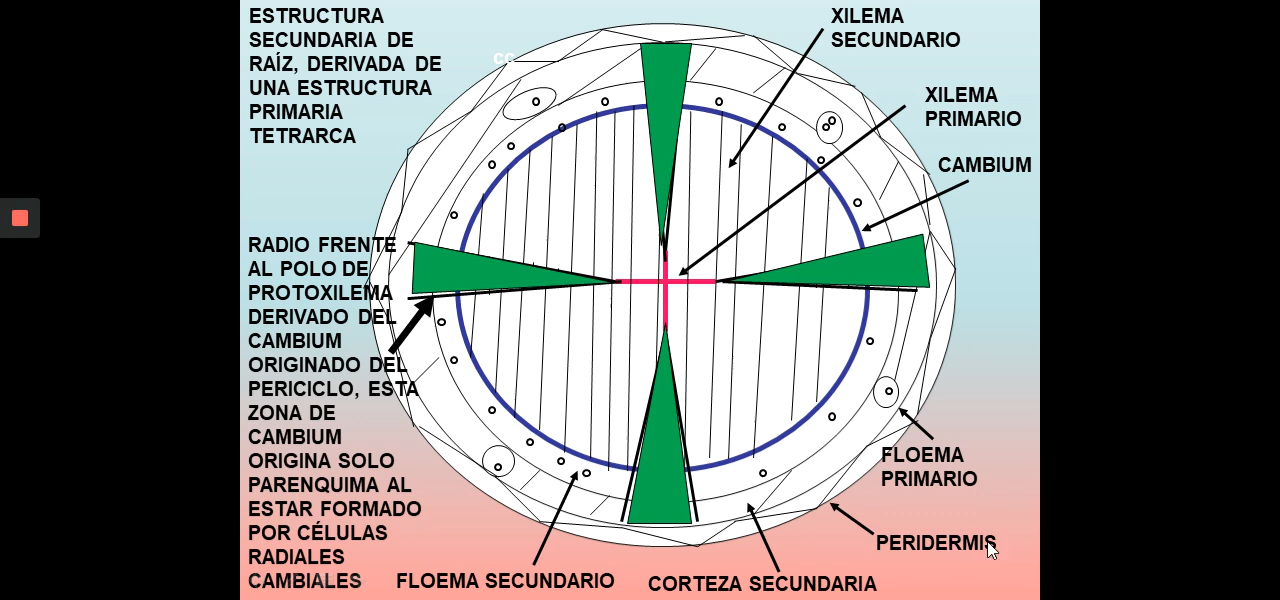 ESTRUCTURA
SECUNDARIA DE
RAÍZ, DERIVADA DE
UNA ESTRUCTURA
PRIMARIA
TETRARCA
cc
XILEMA
SECUNDARIO
XILEMA
PRIMARIO
CAMBIUM
RADIO FRENTE
AL POLO DE
PROTOXILEMA
DERIVADO DEL
CAMBIUM
ORIGINADO DEL
PERICICLO, ESTA
ZONA DE
CAMBIUM
ORIGINA SOLO
PARENQUIMA AL
ESTAR FORMADO
POR CÉLULAS
RADIALES
CAMBIALES
FLOEMA
PRIMARIO
PERIDERMIS
FLOEMA SECUNDARIO
CORTEZA SECUNDARIA